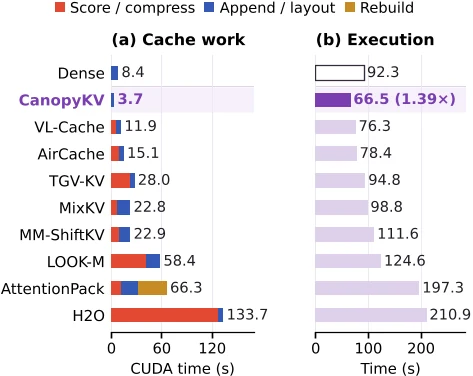 Score / compress Append / layout Rebuild
(a) Cache work (b) Execution
Dense 8.4 92.3
CanopyKV 3.7 66.5 (1.39×)
VL-Cache 11.9 76.3
AirCache 15.1 78.4
TGV-KV 28.0 94.8
MixKV 22.8 98.8
MM-ShiftKV 22.9 111.6
LOOK-M 58.4 124.6
AttentionPack 66.3 197.3
H2O 133.7 210.9
0 60 120 0 100 200
CUDA time (s) Time (s)